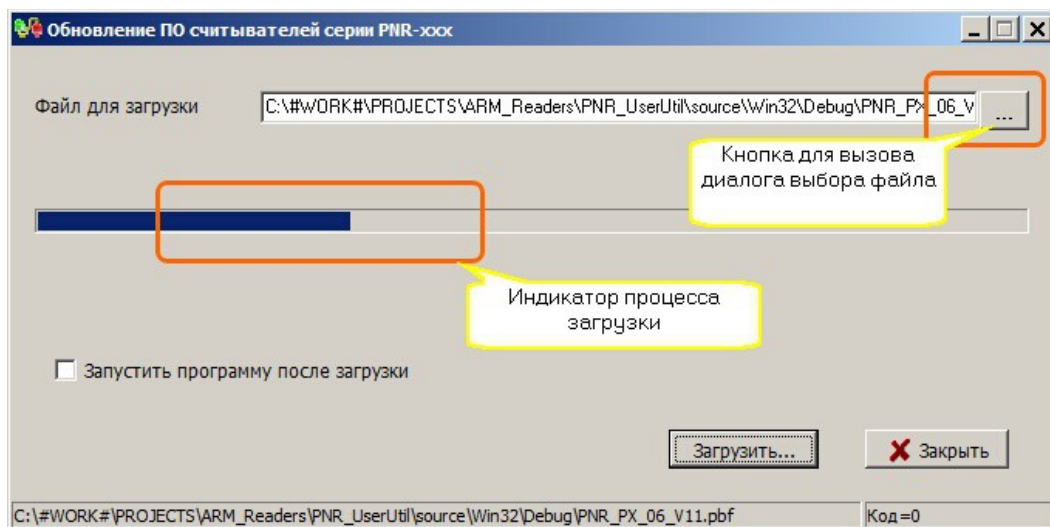 Обновление ПО считывателей серии PNR-xxx
Файл для загрузки
C:\#WORK#\PROJECTS\ARM_Readers\PNR_UserUtil\source\Win32\Debug\PNR_PX_06_V
...
Кнопка для вызова
диалога выбора файла
Индикатор процесса
загрузки
Запустить программу после загрузки
Загрузить...
Закрыть
C:\#WORK#\PROJECTS\ARM_Readers\PNR_UserUtil\source\Win32\Debug\PNR_PX_06_V11.pbf
Код=0